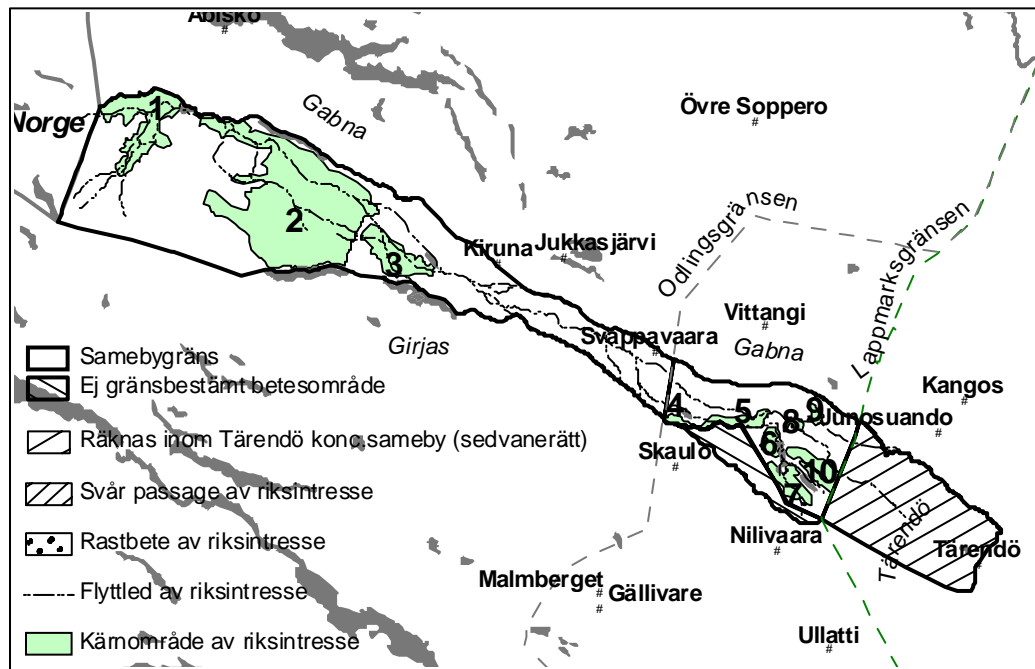 Abisko
Gabna
Norge
1
Övre Soppero
2
Odlingsgränsen
Lappmarksgränsen
Kiruna
Jukkasjärvi
3
Vittangi
Svappavaara
Girjas
Gabna
Kangos
Samebygräns
Ej gränsbestämt betesområde
4
5
9
8
Junosuando
Skaulo
6
Räknas inom Tärendö konc.sameby (sedvanerätt)
10
7
Svår passage av riksintresse
Nilivaara
Tärendö
Tärendö
Rastbete av riksintresse
Malmberget
Gällivare
Flyttled av riksintresse
Ullatti
Kärnområde av riksintresse